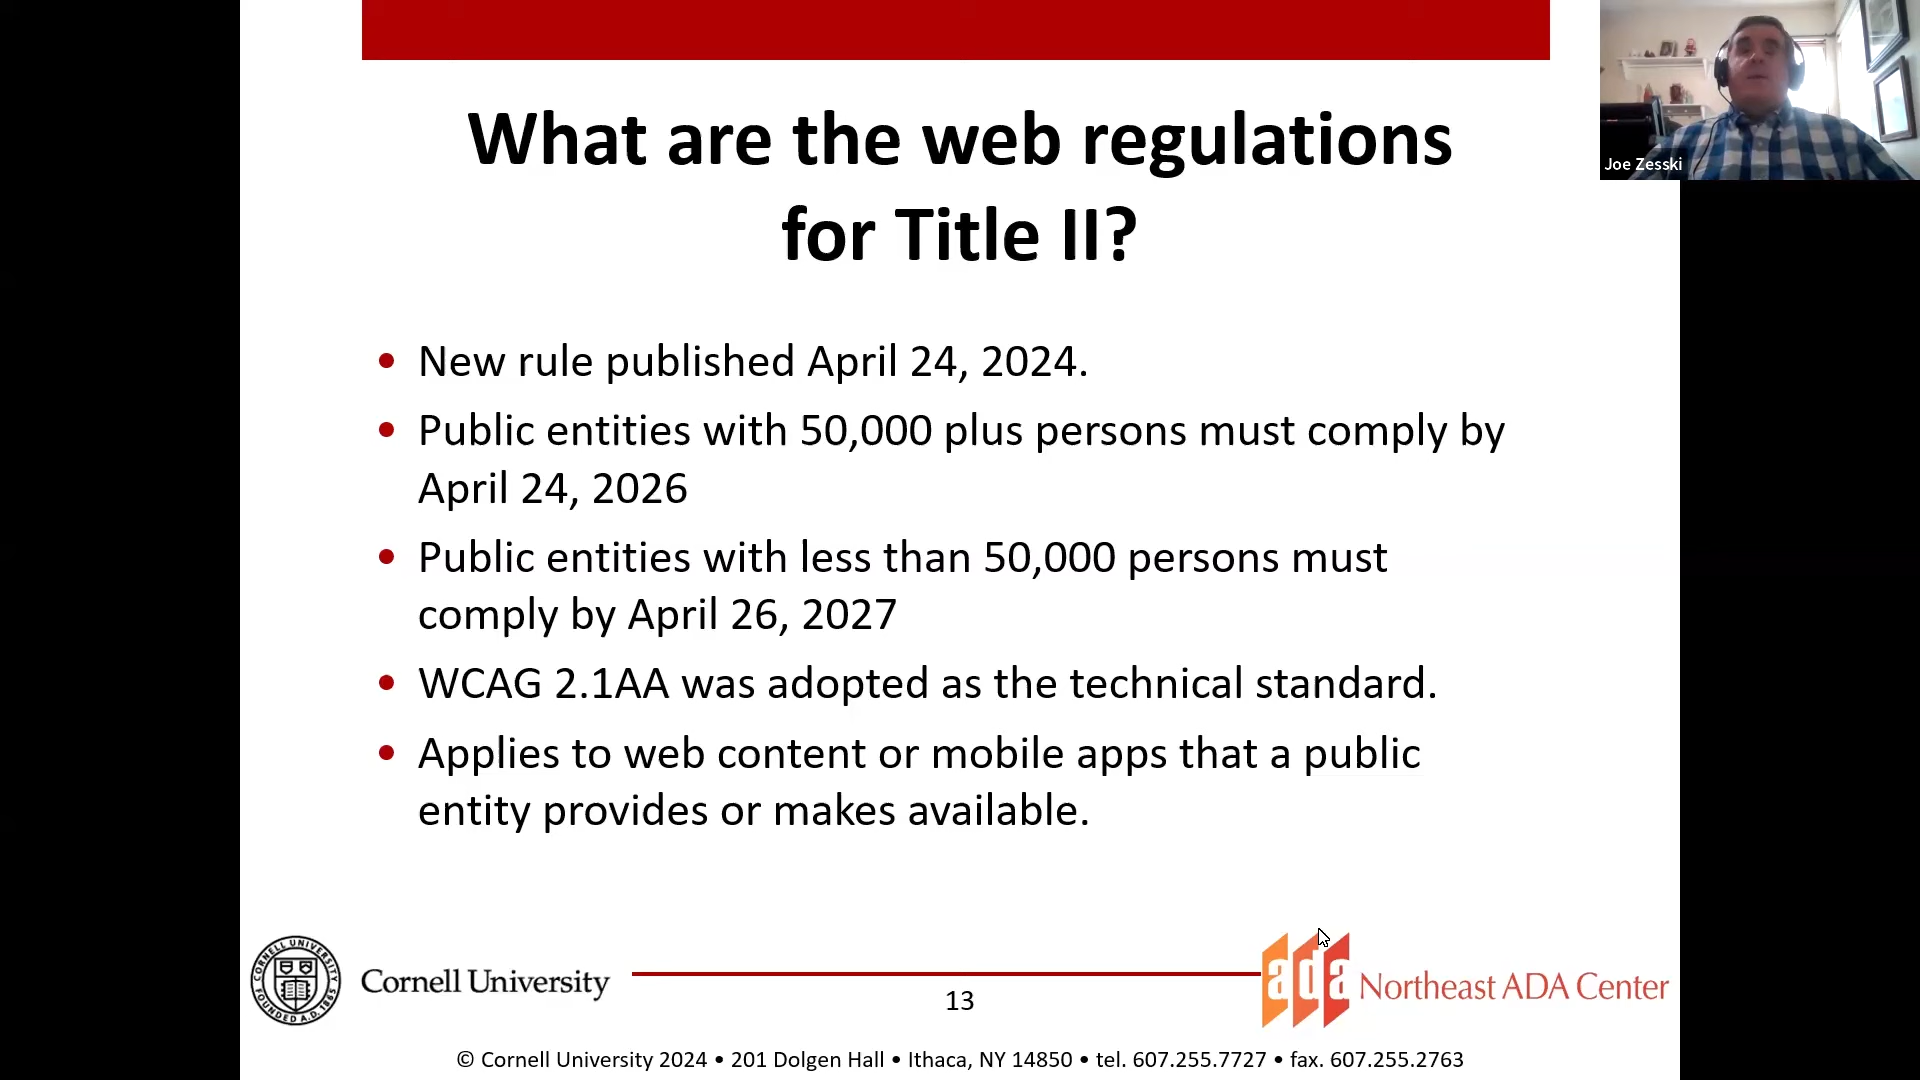 What are the web regulations
for Title II?
Joe Zesski
• New rule published April 24, 2024.
• Public entities with 50,000 plus persons must comply by
April 24, 2026
• Public entities with less than 50,000 persons must
comply by April 26, 2027
• WCAG 2.1AA was adopted as the technical standard.
• Applies to web content or mobile apps that a public
entity provides or makes available.
CORNELL UNIVERSITY
FOUNDED A.D. 1865
Cornell University
13
ada Northeast ADA Center
© Cornell University 2024 • 201 Dolgen Hall • Ithaca, NY 14850 • tel. 607.255.7727 • fax. 607.255.2763